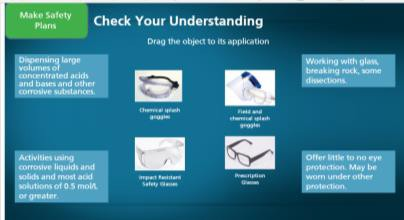 Make Safety
Plans
Check Your Understanding
Drag the object to its application
Dispensing large
volumes of
concentrated acids
and bases and other
corrosive substances.
Working with glass,
breaking rock, some
dissections.
Chemical splash
goggles
Field and
chemical splash
goggles
Activities using
corrosive liquids and
solids and most acid
solutions of 0.5 mol/L
or greater.
Impact Resistant
Safety Glasses
Prescription
Glasses
Offer little to no eye
protection. May be
worn under other
protection.